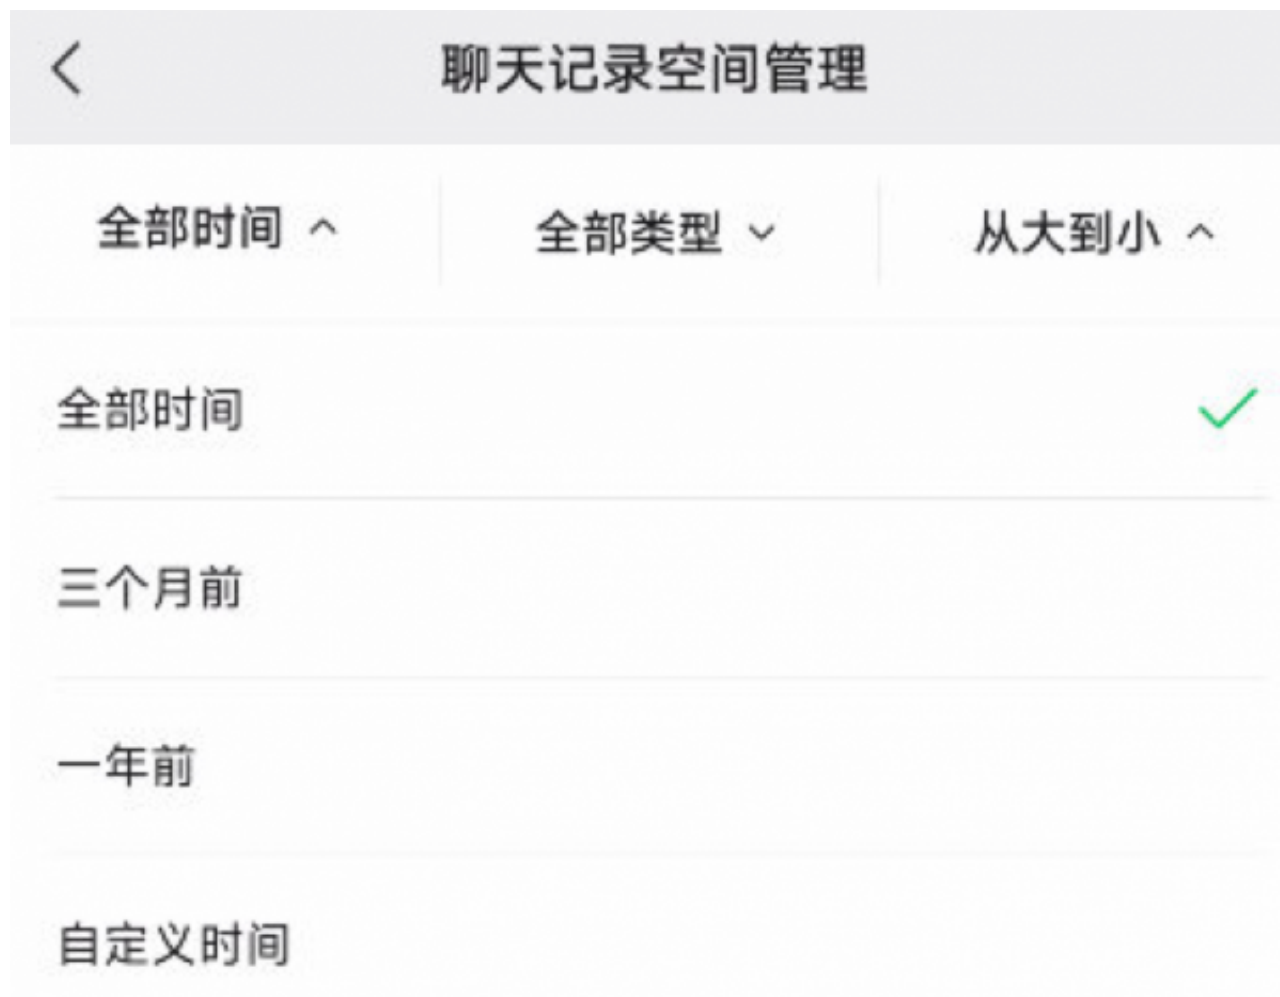 聊天记录空间管理
全部时间 全部类型 从大到小
全部时间
三个月前
一年前
自定义时间